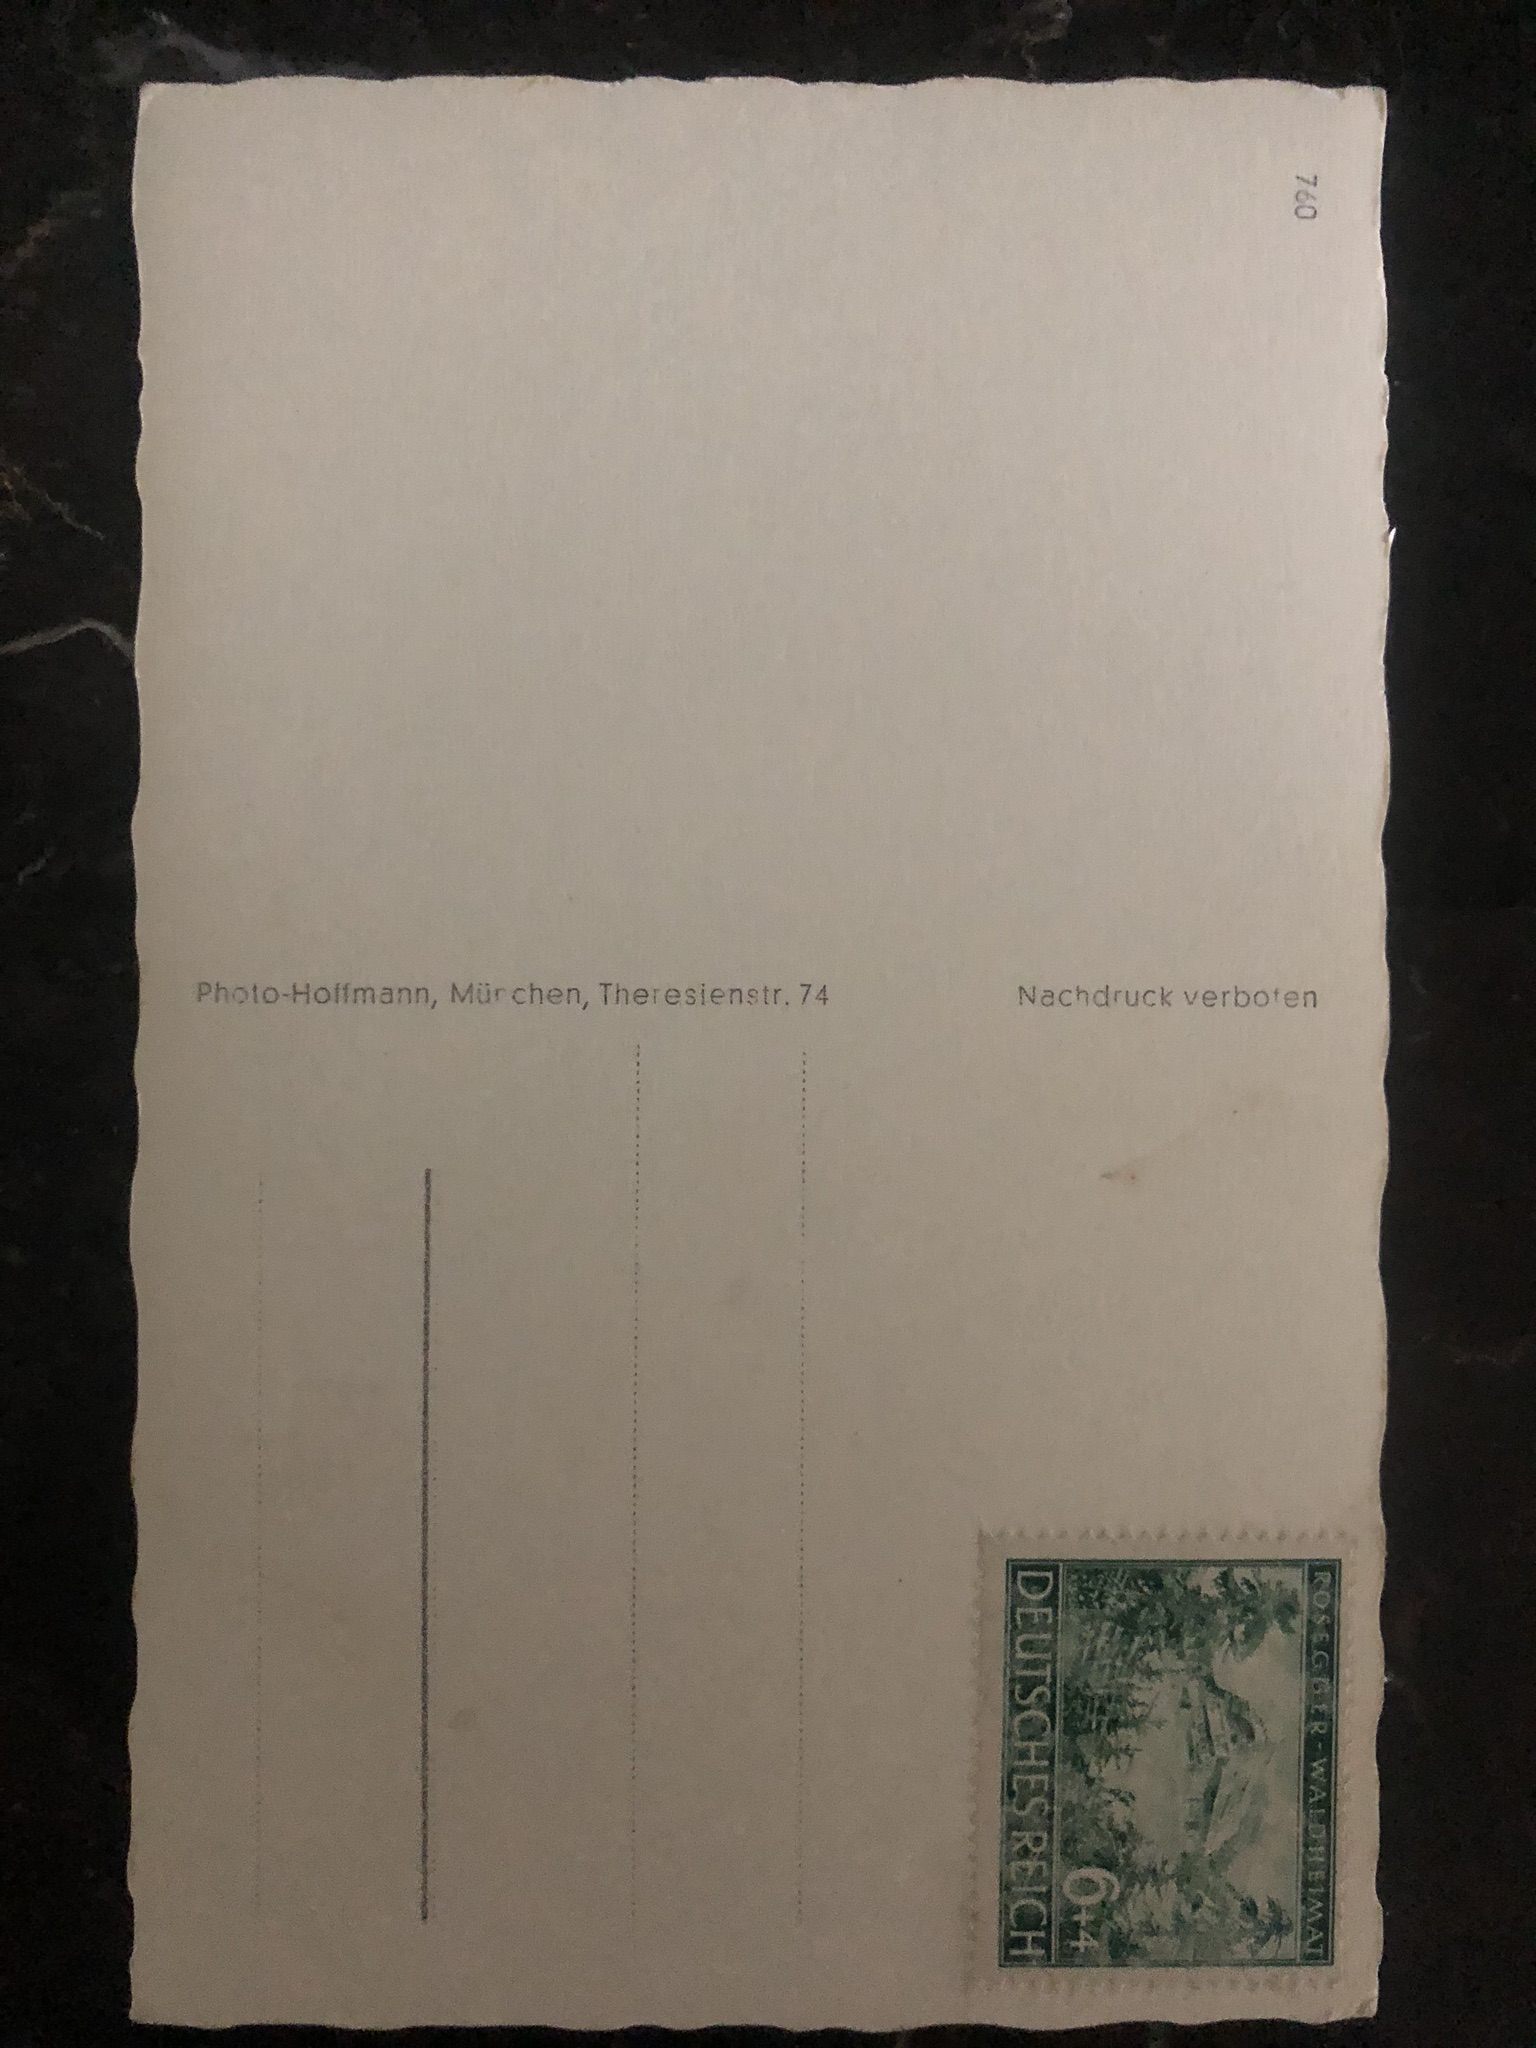 760
Photo-Hoffmann, München, Theresienstr. 74
Nachdruck verboten
ROSEGGER-WALDHEIMAT
6+4
DEUTSCHES REICH